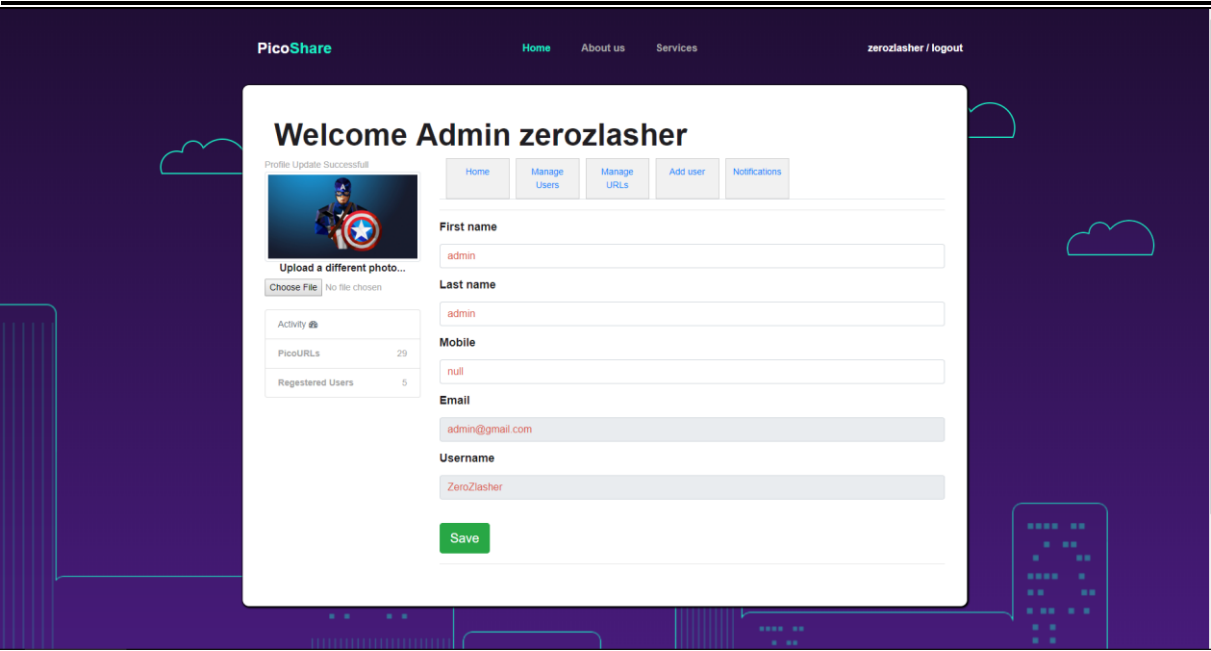 PicoShare
Home About us Services
zerozlasher / logout
Welcome Admin zerozlasher
Profile Update Successfull
Upload a different photo...
Choose File No file chosen
Activity
PicoURLs 29
Regestered Users 5
Home
Manage
Users
Manage
URLs
Add user
Notifications
First name
admin
Last name
admin
Mobile
null
Email
admin@gmail.com
Username
ZeroZlasher
Save